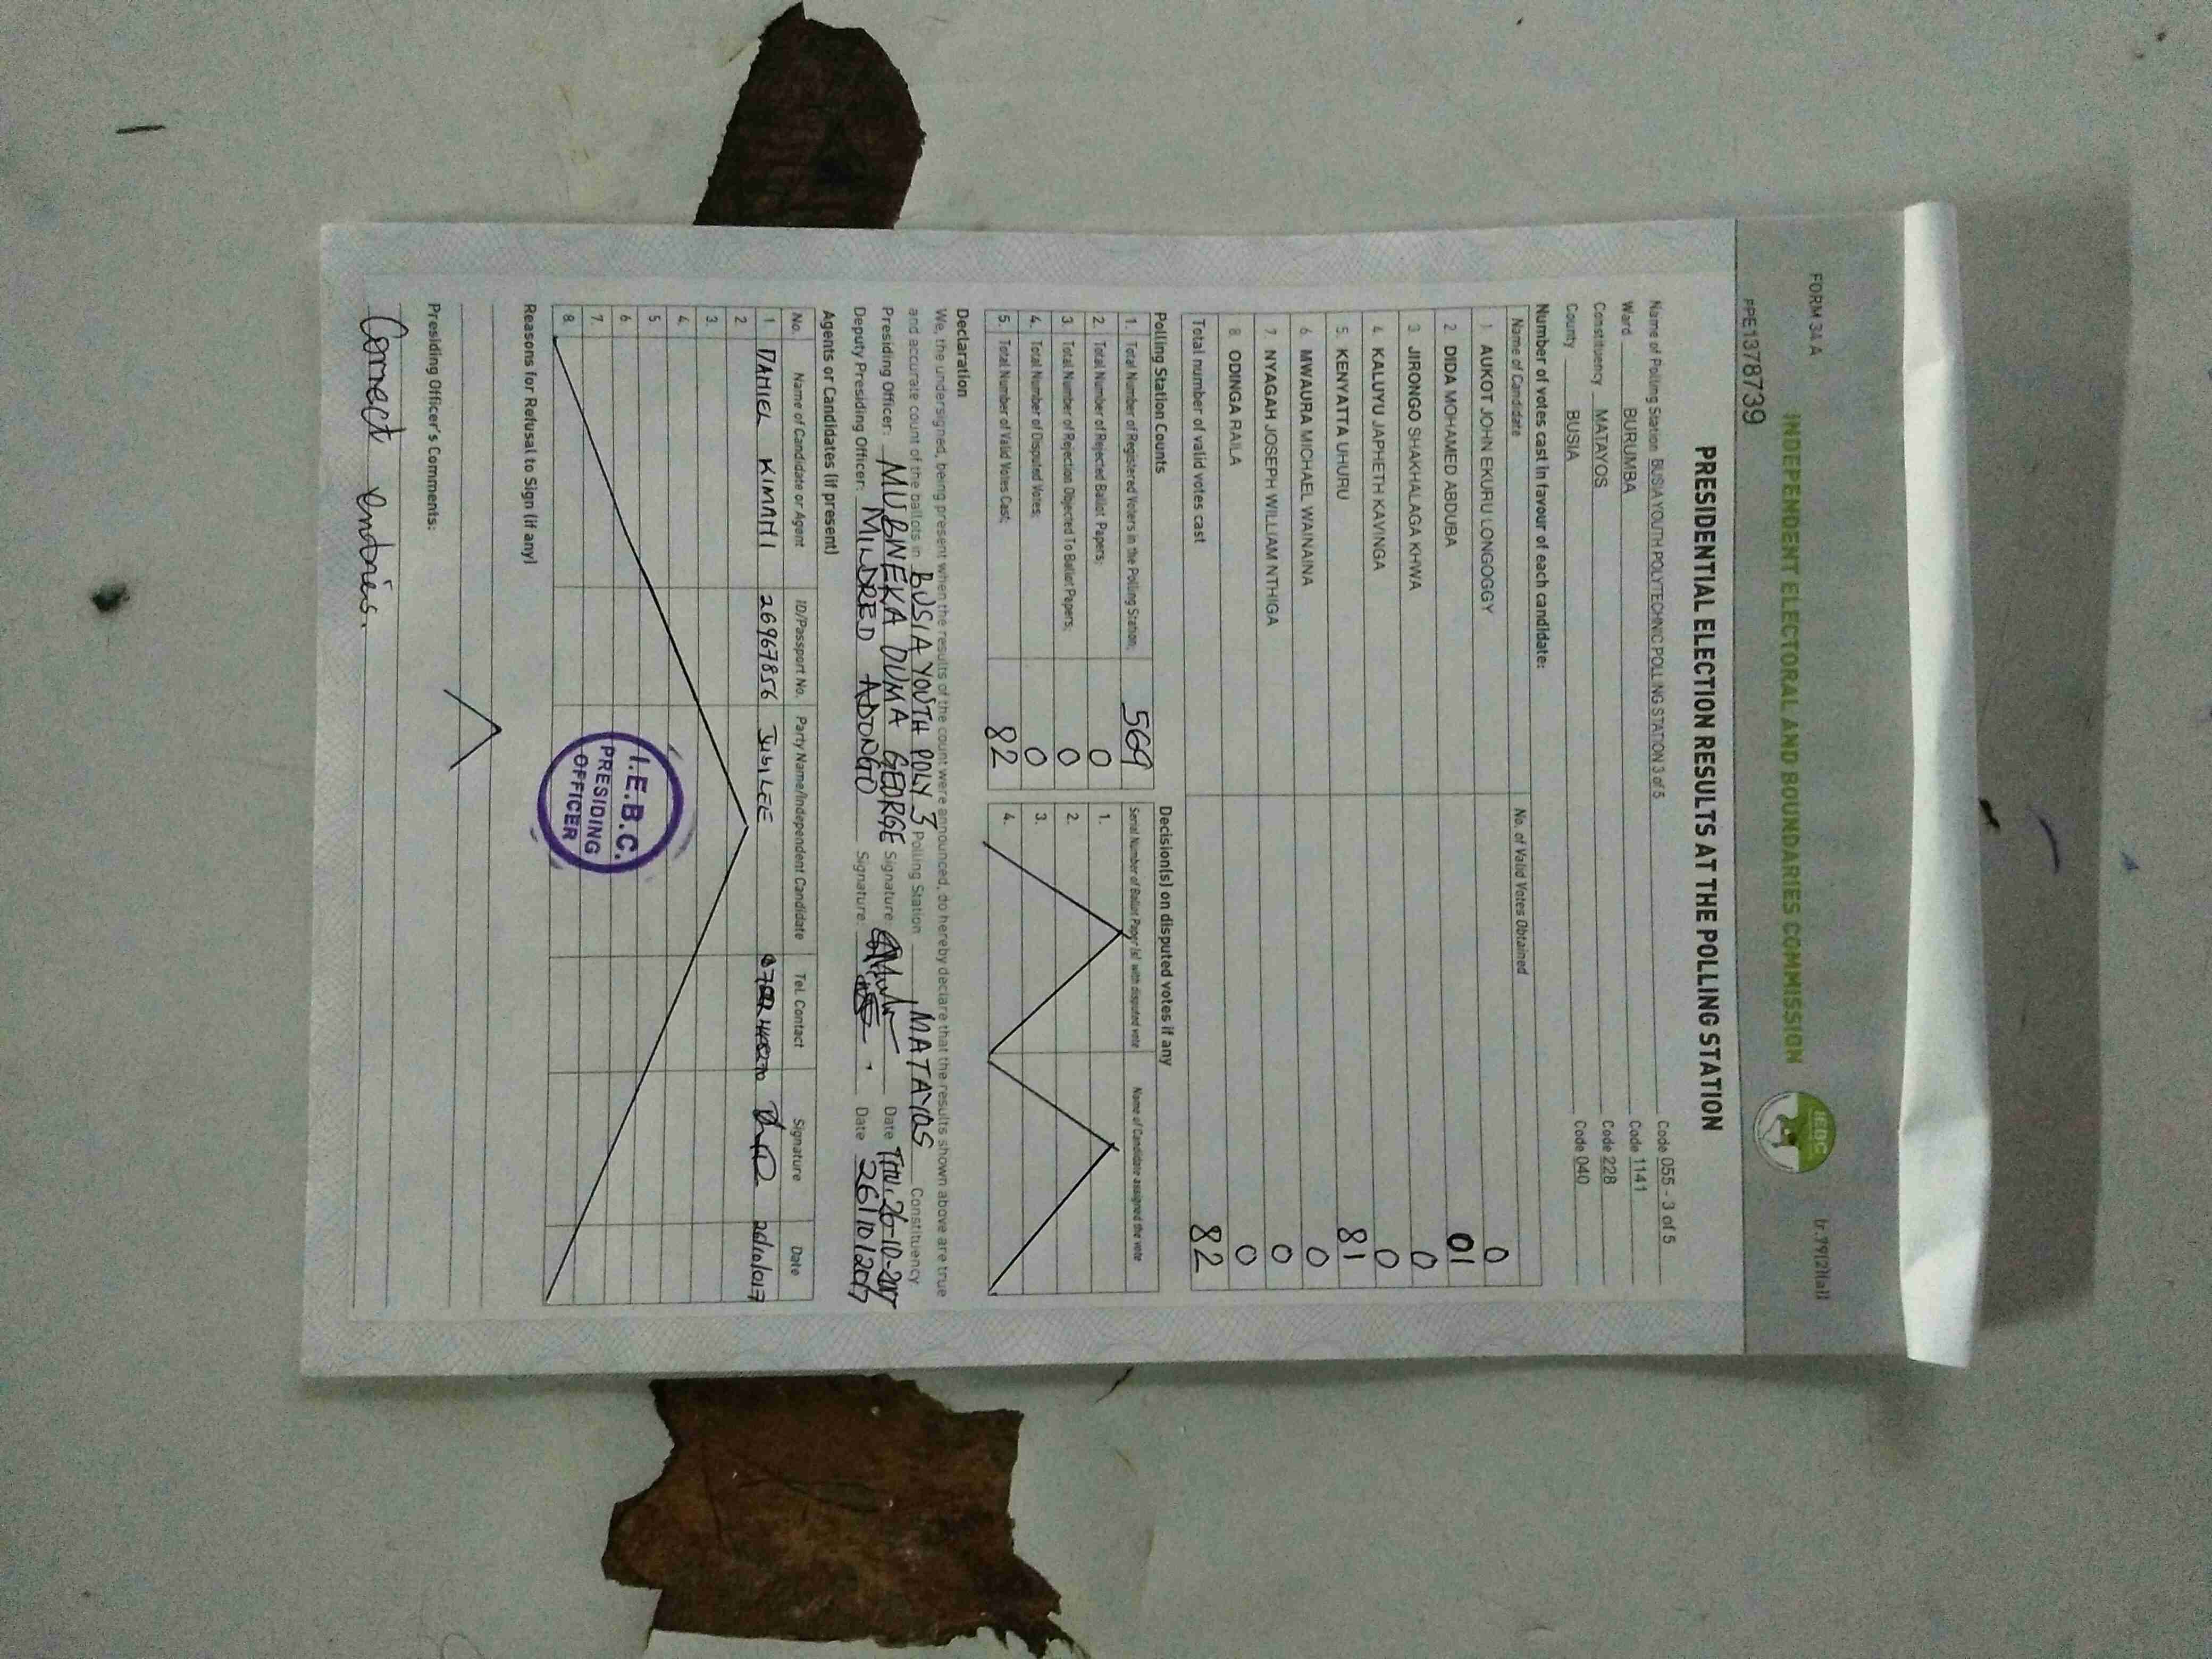 FORM 34 A
r.79(2)(a)
INDEPENDENT ELECTORAL AND BOUNDARIES COMMISSION
IEBC
PPE1378739
PRESIDENTIAL ELECTION RESULTS AT THE POLLING STATION
Name of Polling Station BUSIA YOUTH POLYTECHNIC POLLING STATION 3 of 5 Code 055 - 3 of 5
Ward BURUMBA Code 1141
Constituency MATAYOS Code 228
County BUSIA Code 040
Number of votes cast in favour of each candidate:
Name of Candidate No. of Valid Votes Obtained
1 AUKOT JOHN EKURU LONGOGGY 0
2 DIDA MOHAMED ABDUBA 01
3 JIRONGO SHAKHALAGA KHWA 0
4. KALUYU JAPHETH KAVINGA 0
5. KENYATTA UHURU 81
6 MWAURA MICHAEL WAINAINA 0
7 NYAGAH JOSEPH WILLIAM NTHIGA 0
8 ODINGA RAILA 0
Total number of valid votes cast 82
Polling Station Counts
1. Total Number of Registered Voters in the Polling Station; 569
2. Total Number of Rejected Ballot Papers; 0
3 Total Number of Rejection Objected To Ballot Papers; 0
4. Total Number of Disputed Votes; 0
5. Total Number of Valid Votes Cast; 82
Decision(s) on disputed votes if any
Serial Number of Ballot Paper (s) with disputed vote Name of Candidate assigned the vote
1.
2.
3.
4.
Declaration
We, the undersigned, being present when the results of the count were announced, do hereby declare that the results shown above are true
and accurate count of the ballots in BUSIA YOUTH POLY 3 Polling Station MATAYOS Constituency
Presiding Officer: MUBNEKA OUMA GEORGE Signature Date THU. 26-10-2017
Deputy Presiding Officer: MILDRED ADONGO Signature Date 26/10/2017
Agents or Candidates (if present)
No. Name of Candidate or Agent ID/Passport No. Party Name/Independent Candidate Tel. Contact Signature Date
1 DANIEL KIMANI 26967856 JUBILEE
2
3.
4.
5
6
7.
8.
I.E.B.C.
PRESIDING
OFFICER
Reasons for Refusal to Sign (if any)
Presiding Officer's Comments:
Correct entries.